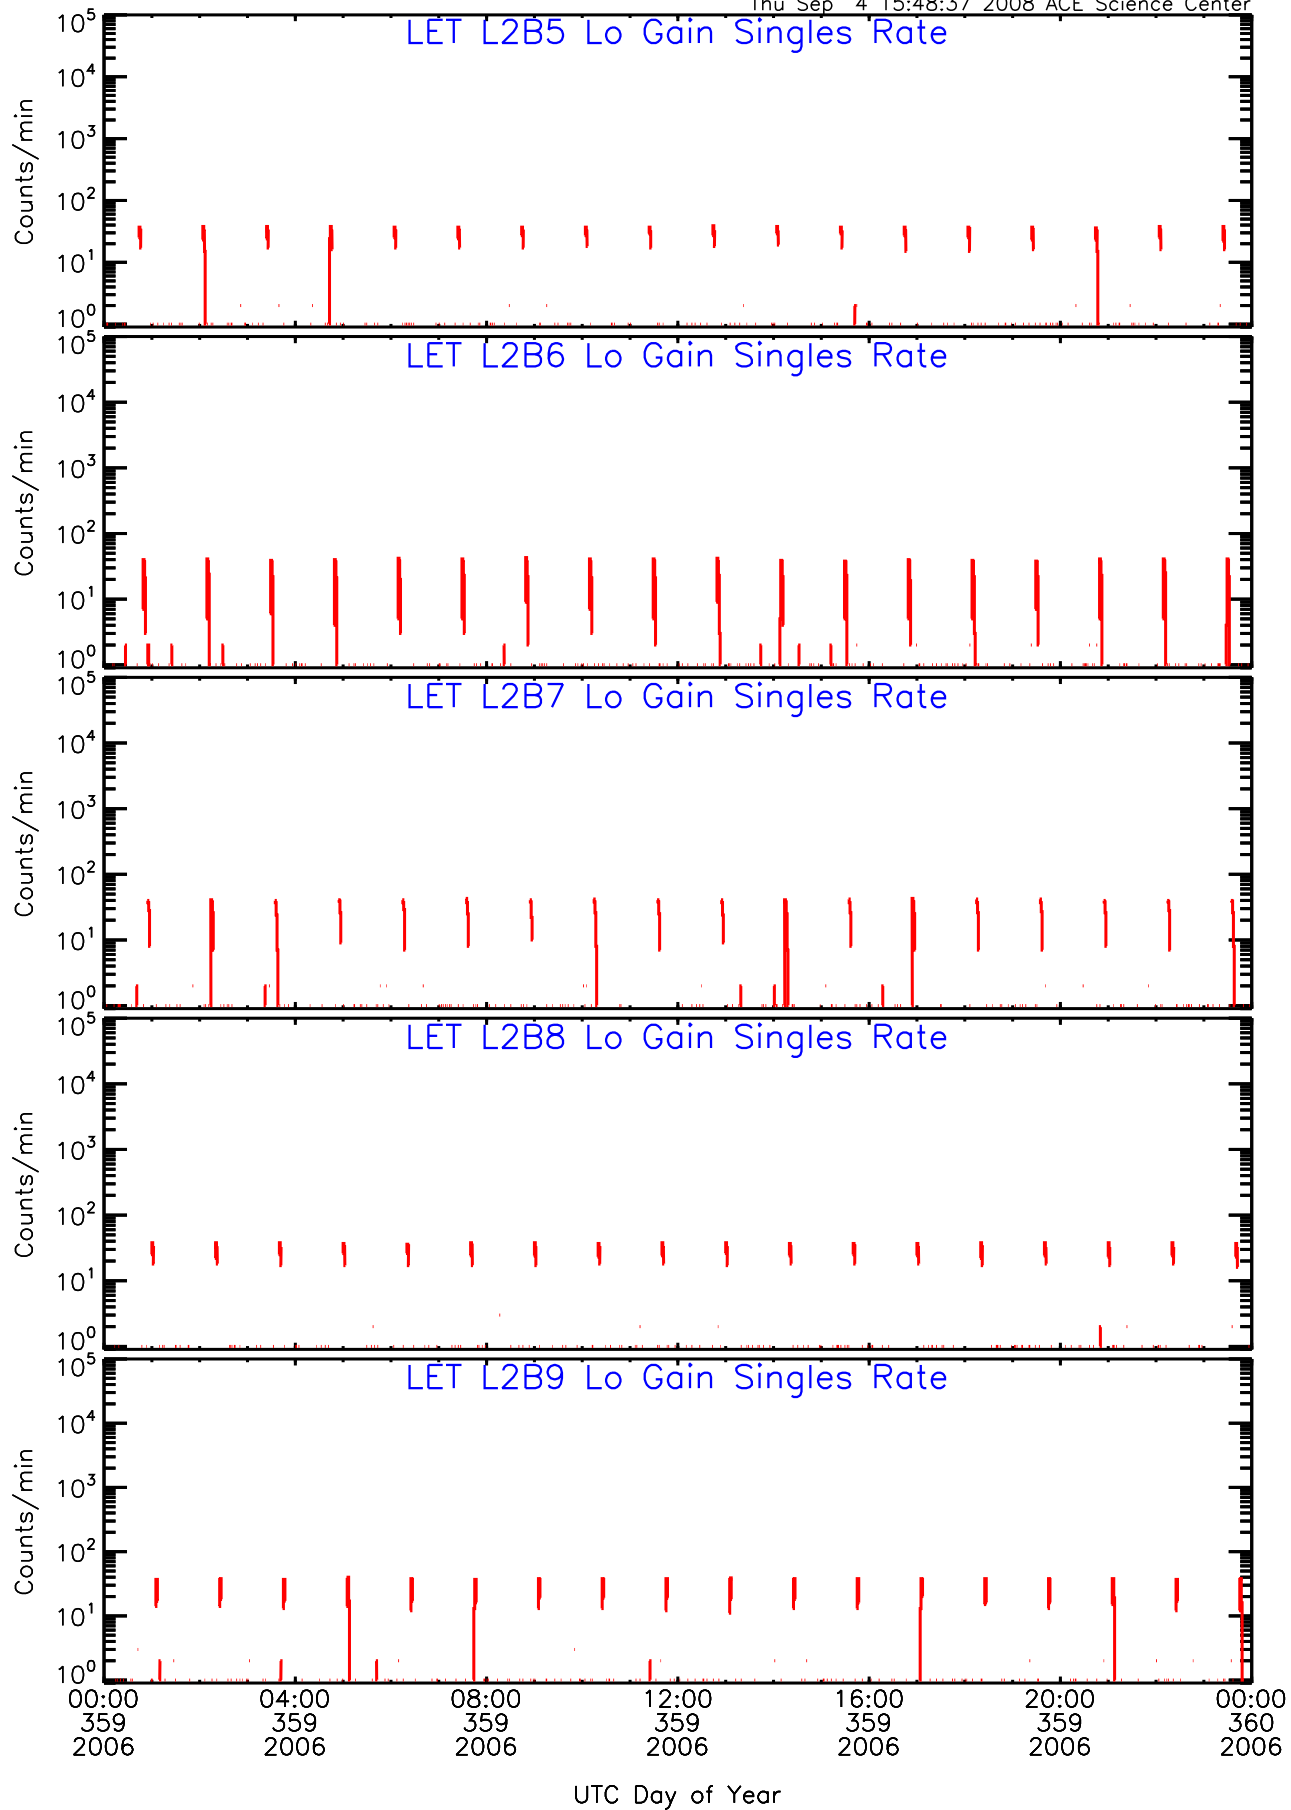 Thu Sep 4 15:48:37 2008 ACE Science Center
LET L2B5 Lo Gain Singles Rate
10^5
10^4
10^3
10^2
10^1
10^0
Counts/min
LET L2B6 Lo Gain Singles Rate
10^5
10^4
10^3
10^2
10^1
10^0
Counts/min
LET L2B7 Lo Gain Singles Rate
10^5
10^4
10^3
10^2
10^1
10^0
Counts/min
LET L2B8 Lo Gain Singles Rate
10^5
10^4
10^3
10^2
10^1
10^0
Counts/min
LET L2B9 Lo Gain Singles Rate
10^5
10^4
10^3
10^2
10^1
10^0
Counts/min
00:00 04:00 08:00 12:00 16:00 20:00 00:00
359 359 359 359 359 359 360
2006 2006 2006 2006 2006 2006 2006
UTC Day of Year